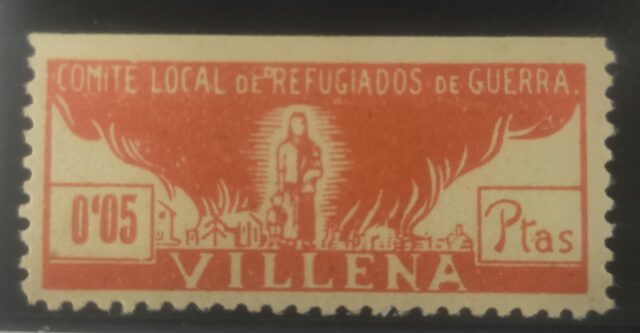 COMITE LOCAL DE REFUGIADOS DE GUERRA.
0'05
Ptas
VILLENA